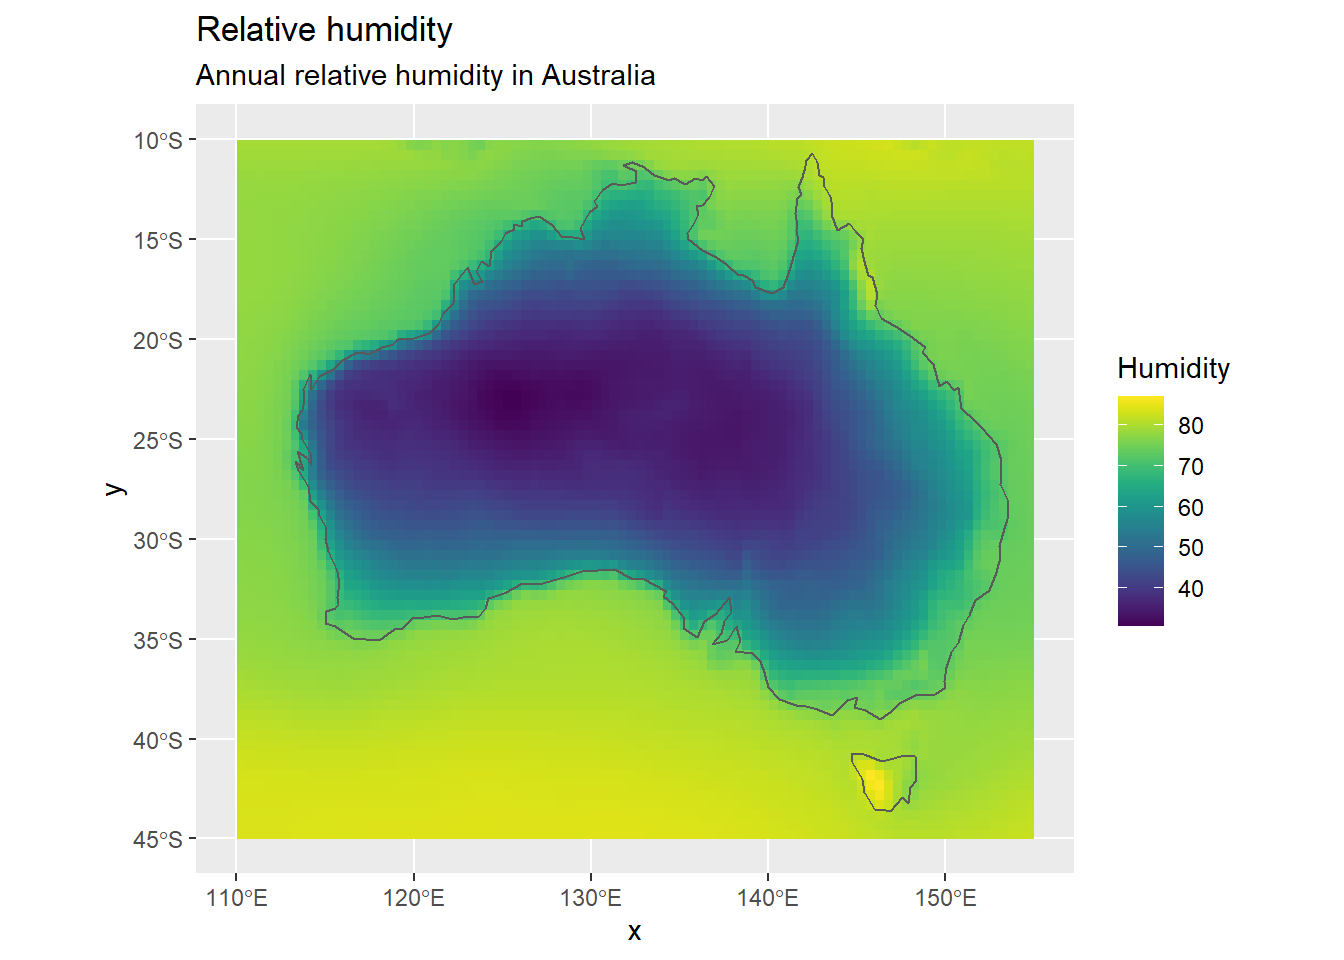 Relative humidity
Annual relative humidity in Australia
10°S
15°S
20°S
25°S
30°S
35°S
40°S
45°S
y
110°E 120°E 130°E 140°E 150°E
x
Humidity
80
70
60
50
40